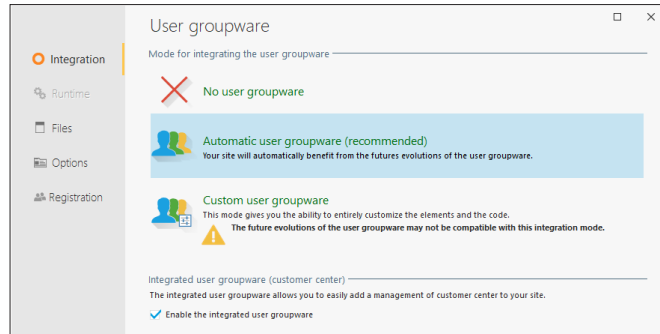 User groupware
Integration
Mode for integrating the user groupware
Runtime
No user groupware
Files
Automatic user groupware (recommended)
Your site will automatically benefit from the futures evolutions of the user groupware.
Options
Registration
Custom user groupware
This mode gives you the ability to entirely customize the elements and the code.
The future evolutions of the user groupware may not be compatible with this integration mode.
Integrated user groupware (customer center)
The integrated user groupware allows you to easily add a management of customer center to your site.
Enable the integrated user groupware